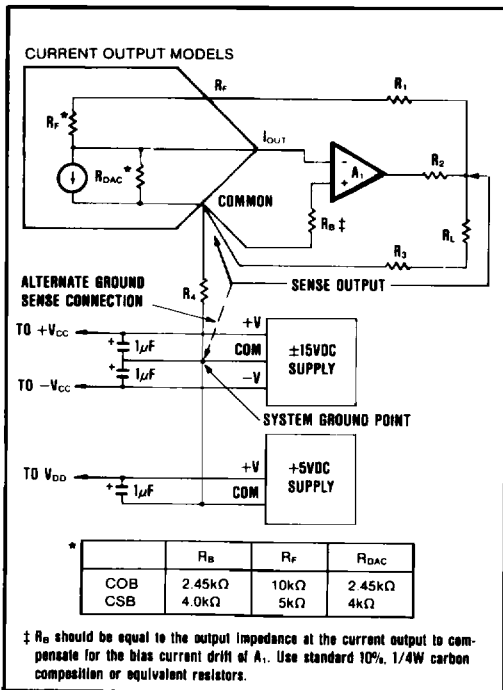 CURRENT OUTPUT MODELS
RF
R1
RF*
IOUT
RDAC*
-
+
A1
R2
COMMON
RB ‡
RL
R3
ALTERNATE GROUND
SENSE CONNECTION
R4
SENSE OUTPUT
TO +VCC
+
1µF
+V
COM
±15VDC
SUPPLY
+
1µF
TO -VCC
-V
SYSTEM GROUND POINT
TO VDD
+
1µF
+V
COM
+5VDC
SUPPLY
*
RB RF RDAC
COB 2.45kΩ 10kΩ 2.45kΩ
CSB 4.0kΩ 5kΩ 4kΩ
‡ RB should be equal to the output impedance at the current output to com-
pensate for the bias current drift of A1. Use standard 10%, 1/4W carbon
composition or equivalent resistors.